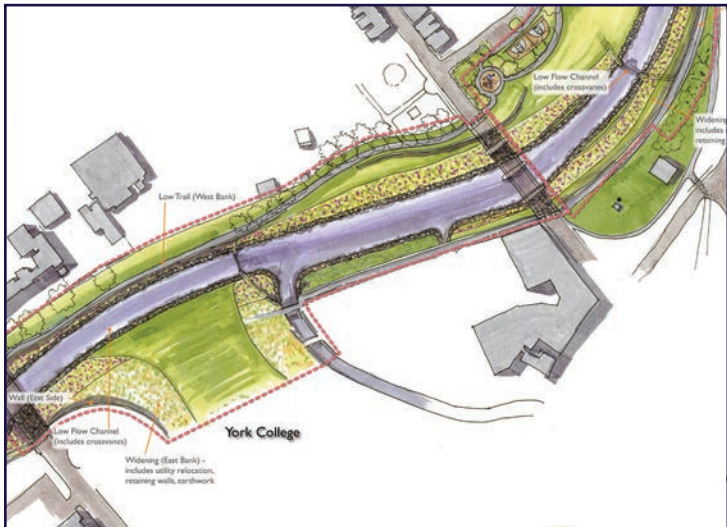 Low Flow Channel
(includes crossvanes)
Widening
retaining
Low Trail (West Bank)
Wall (East Side)
Low Flow Channel
(includes crossvanes)
York College
Widening (East Bank) -
includes utility relocation,
retaining walls, earthwork